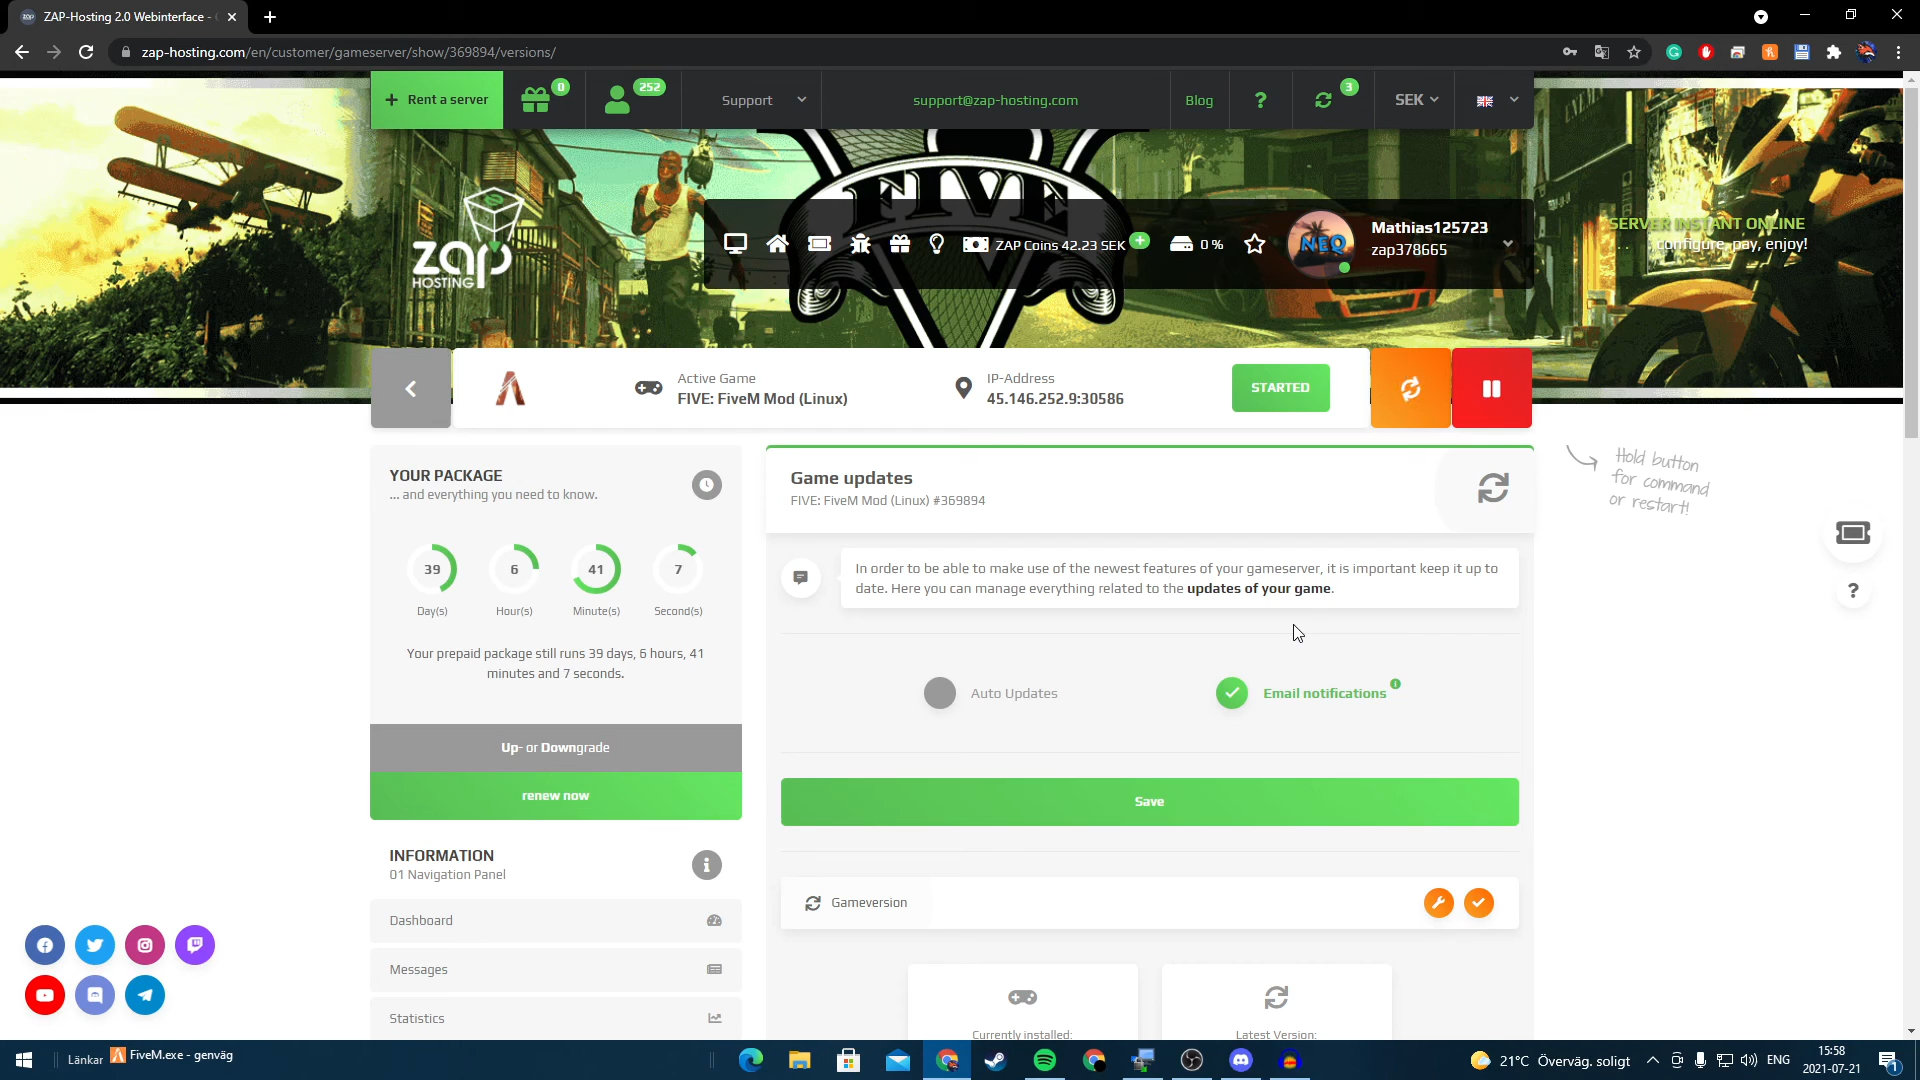 ZAP-Hosting 2.0 Webinterface -
zap-hosting.com/en/customer/gameserver/show/369894/versions/
+ Rent a server
0
252
Support
support@zap-hosting.com
Blog
?
3
SEK
FIVE
zap
HOSTING
ZAP Coins 42.23 SEK
0 %
NEQ
Mathias125723
zap378665
SERVER INSTANT ONLINE
. . configure, pay, enjoy!
Active Game
FIVE: FiveM Mod (Linux)
IP-Address
45.146.252.9:30586
STARTED
Hold button
for command
or restart!
YOUR PACKAGE
... and everything you need to know.
39
6
41
7
Day(s)
Hour(s)
Minute(s)
Second(s)
Your prepaid package still runs 39 days, 6 hours, 41
minutes and 7 seconds.
Up- or Downgrade
renew now
INFORMATION
01 Navigation Panel
Dashboard
Messages
Statistics
Game updates
FIVE: FiveM Mod (Linux) #369894
In order to be able to make use of the newest features of your gameserver, it is important keep it up to
date. Here you can manage everything related to the updates of your game.
Auto Updates
Email notifications
Save
Gameversion
Currently installed:
Latest Version:
?
Länkar
FiveM.exe - genväg
21°C Överväg. soligt
ENG
15:58
2021-07-21
1